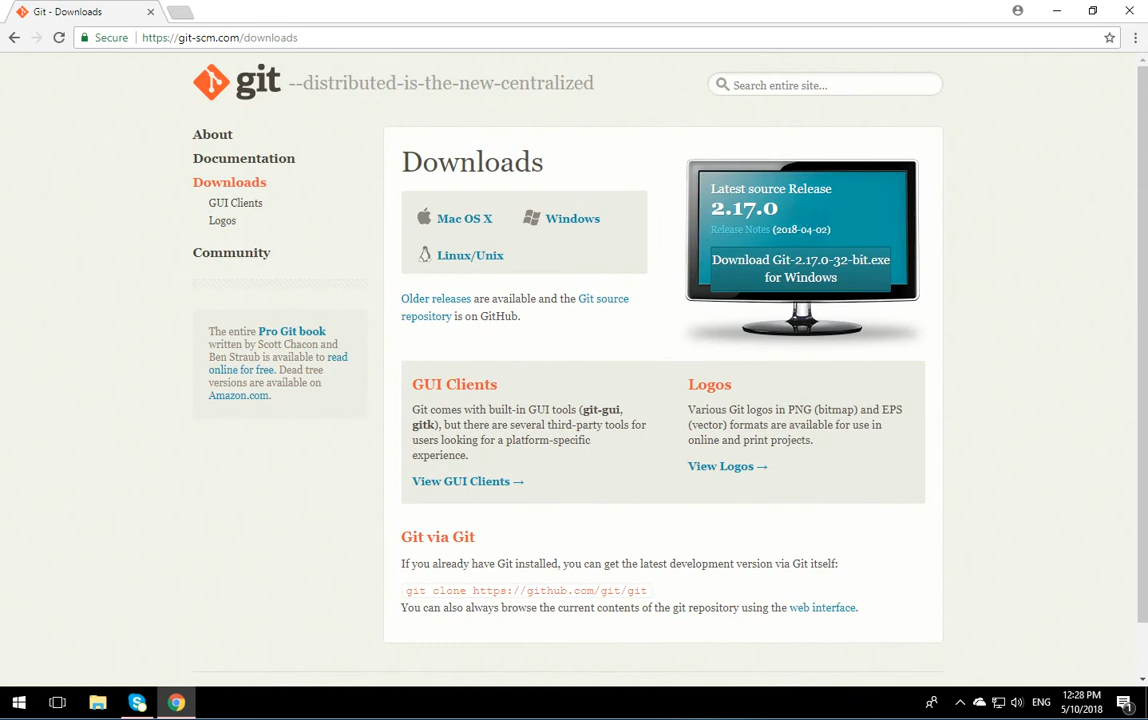 Git - Downloads
Secure
https://git-scm.com/downloads
git --distributed-is-the-new-centralized
Search entire site...
About
Documentation
Downloads
GUI Clients
Logos
Community
The entire Pro Git book
written by Scott Chacon and
Ben Straub is available to read
online for free. Dead tree
versions are available on
Amazon.com.
Downloads
Mac OS X
Windows
Linux/Unix
Older releases are available and the Git source
repository is on GitHub.
Latest source Release
2.17.0
Release Notes (2018-04-02)
Download Git-2.17.0-32-bit.exe
for Windows
GUI Clients
Git comes with built-in GUI tools (git-gui,
gitk), but there are several third-party tools for
users looking for a platform-specific
experience.
View GUI Clients →
Logos
Various Git logos in PNG (bitmap) and EPS
(vector) formats are available for use in
online and print projects.
View Logos →
Git via Git
If you already have Git installed, you can get the latest development version via Git itself:
git clone https://github.com/git/git
You can also always browse the current contents of the git repository using the web interface.
ENG
12:28 PM
5/10/2018
1